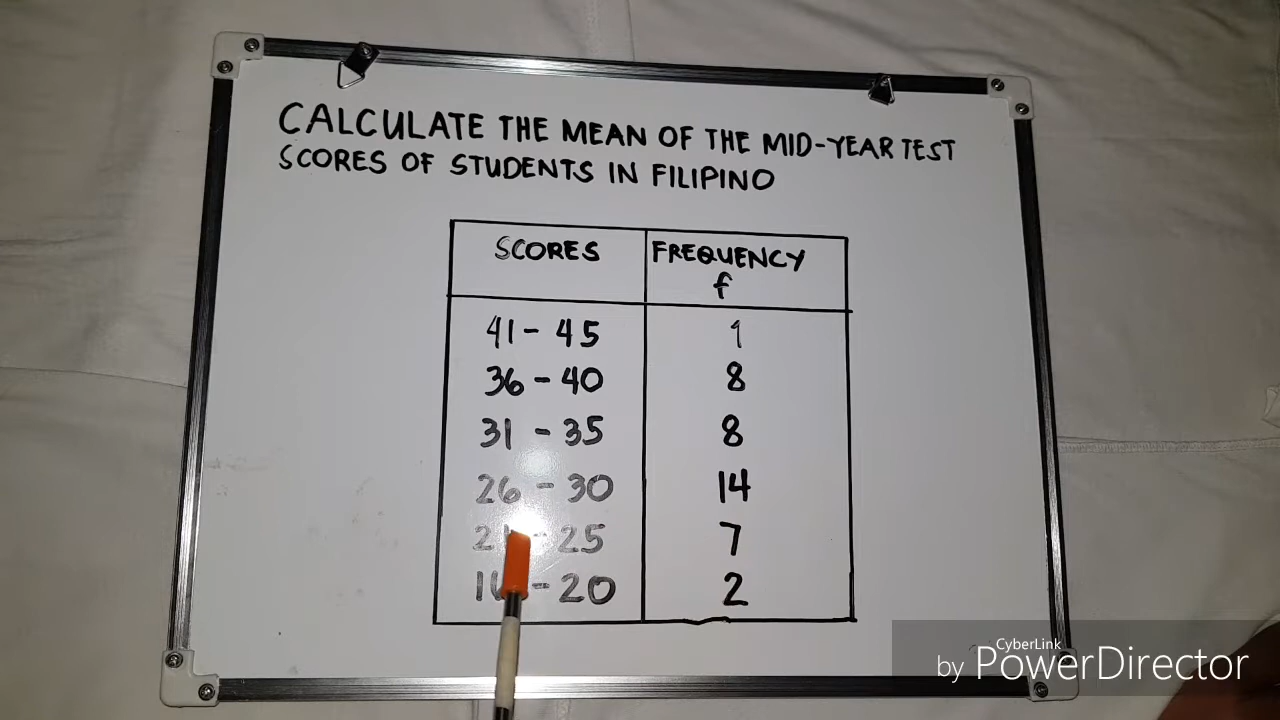 CALCULATE THE MEAN OF THE MID-YEAR TEST
SCORES OF STUDENTS IN FILIPINO
SCORES FREQUENCY
f
41 - 45 1
36 - 40 8
31 - 35 8
26 - 30 14
- 25 7
- 20 2
CyberLink
by PowerDirector